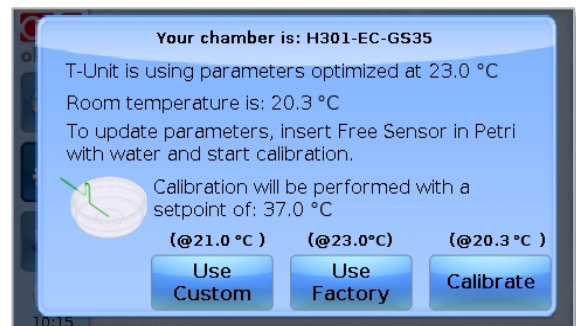 Your chamber is: H301-EC-GS35
T-Unit is using parameters optimized at 23.0 °C
Room temperature is: 20.3 °C
To update parameters, insert Free Sensor in Petri
with water and start calibration.
Calibration will be performed with a
setpoint of: 37.0 °C
(@21.0 °C ) (@23.0°C) (@20.3 °C )
Use Custom Use Factory Calibrate
10:15